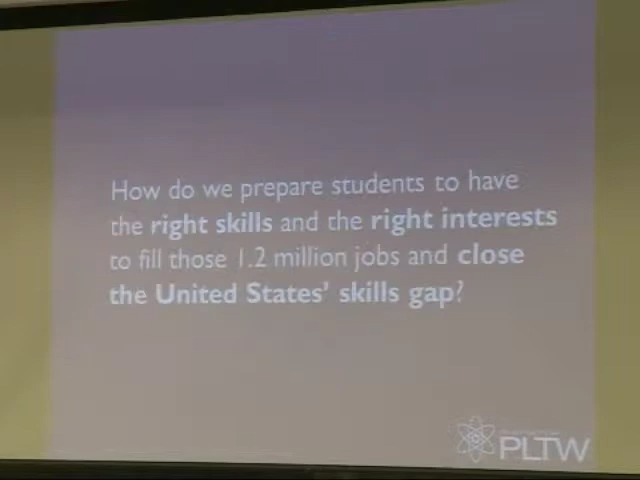 How do we prepare students to have
the right skills and the right interests
to fill those 1.2 million jobs and close
the United States' skills gap?
PLTW